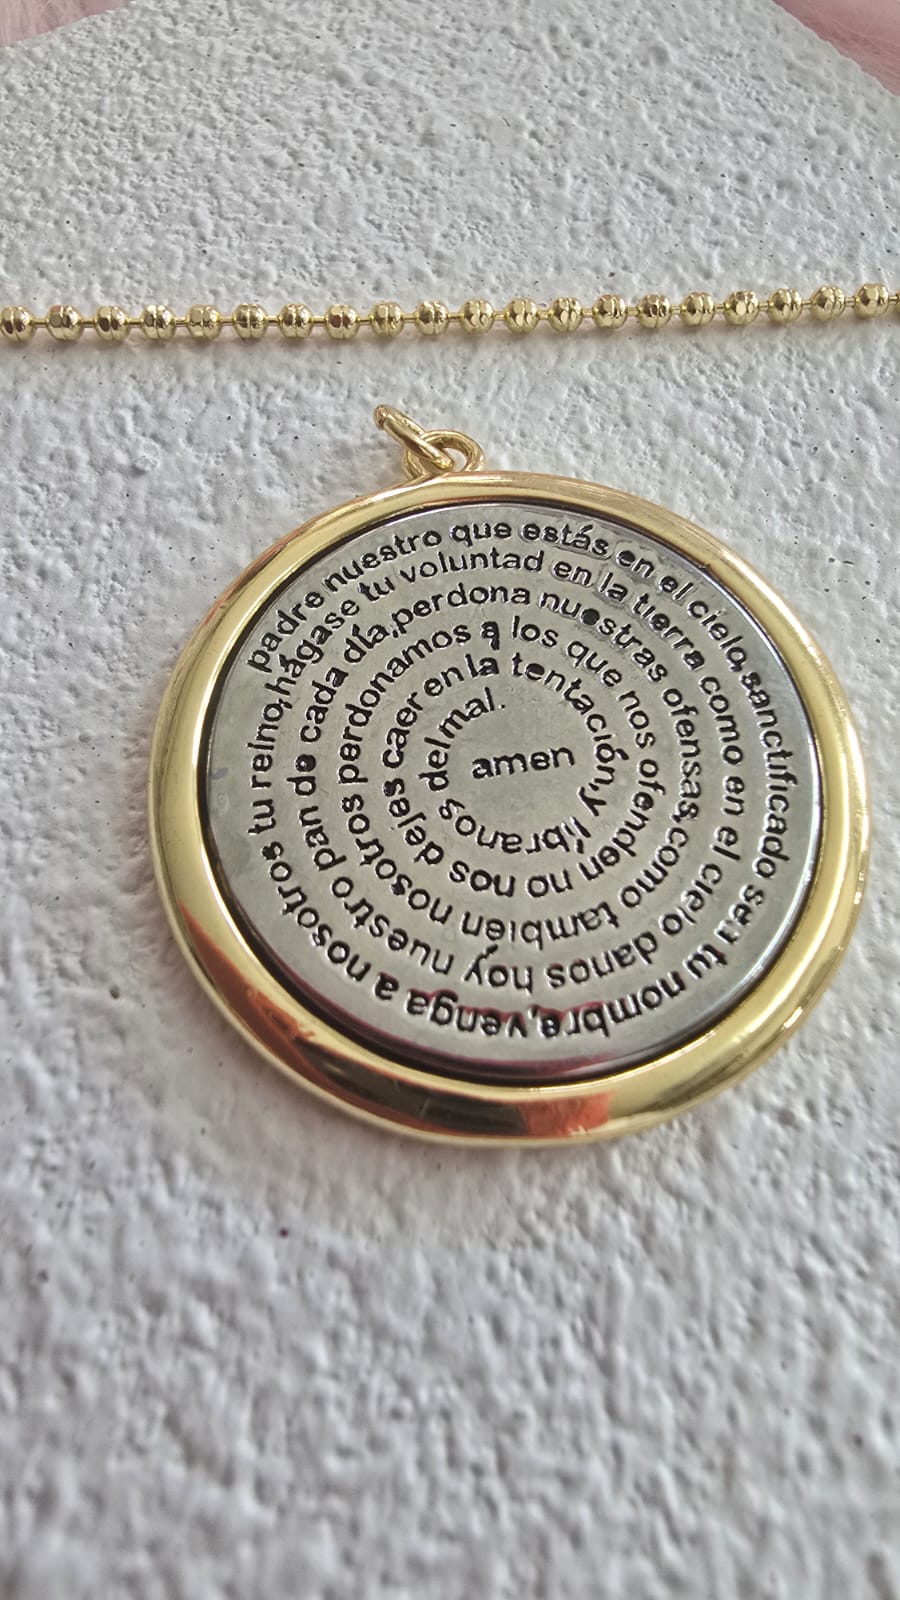 padre nuestro que estás en el cielo, sanctificado sea tu nombre, venga a nosotros tu reino,
hágase tu voluntad en la tierra como en el cielo danos hoy nuestro pan de cada día,
perdona nuestras ofensas, como también nosotros perdonamos
a los que nos ofenden no nos dejes caer en la
tentación, y líbranos del mal.
amen